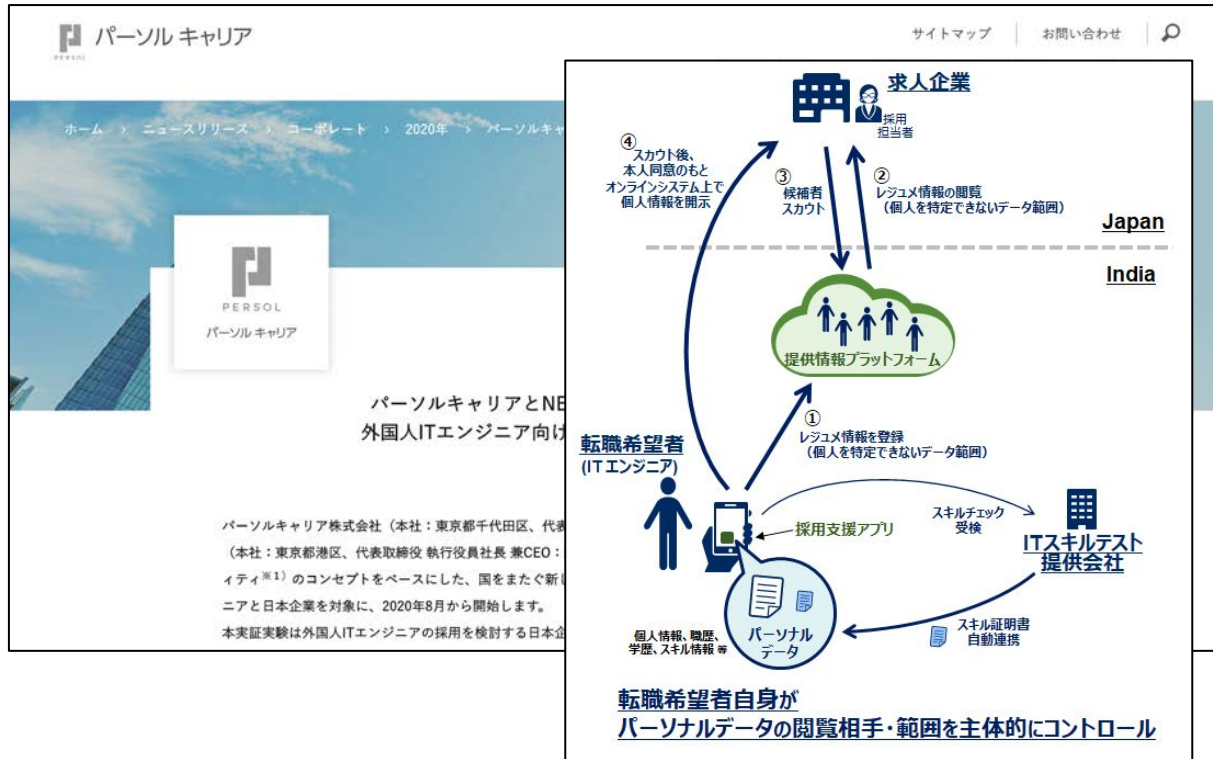 パーソル キャリア
PERSOL
サイトマップ
お問い合わせ
ホーム › ニュースリリース › コーポレート › 2020年 › パーソルキャ
PERSOL
パーソル キャリア
パーソルキャリアとNE
外国人ITエンジニア向け
パーソルキャリア株式会社（本社：東京都千代田区、代表
（本社：東京都港区、代表取締役 執行役員社長 兼CEO：
ィティ※1）のコンセプトをベースにした、国をまたぐ新し
ニアと日本企業を対象に、2020年8月から開始します。
本実証実験は外国人ITエンジニアの採用を検討する日本企
求人企業
採用
担当者
④
スカウト後、
本人同意のもと
オンラインシステム上で
個人情報を開示
③
候補者
スカウト
②
レジュメ情報の閲覧
（個人を特定できないデータ範囲）
Japan
India
提供情報プラットフォーム
①
レジュメ情報を登録
（個人を特定できないデータ範囲）
転職希望者
(ITエンジニア)
採用支援アプリ
スキルチェック
受検
ITスキルテスト
提供会社
スキル証明書
自動連携
パーソナル
データ
個人情報、職歴、
学歴、スキル情報 等
転職希望者自身が
パーソナルデータの閲覧相手・範囲を主体的にコントロール